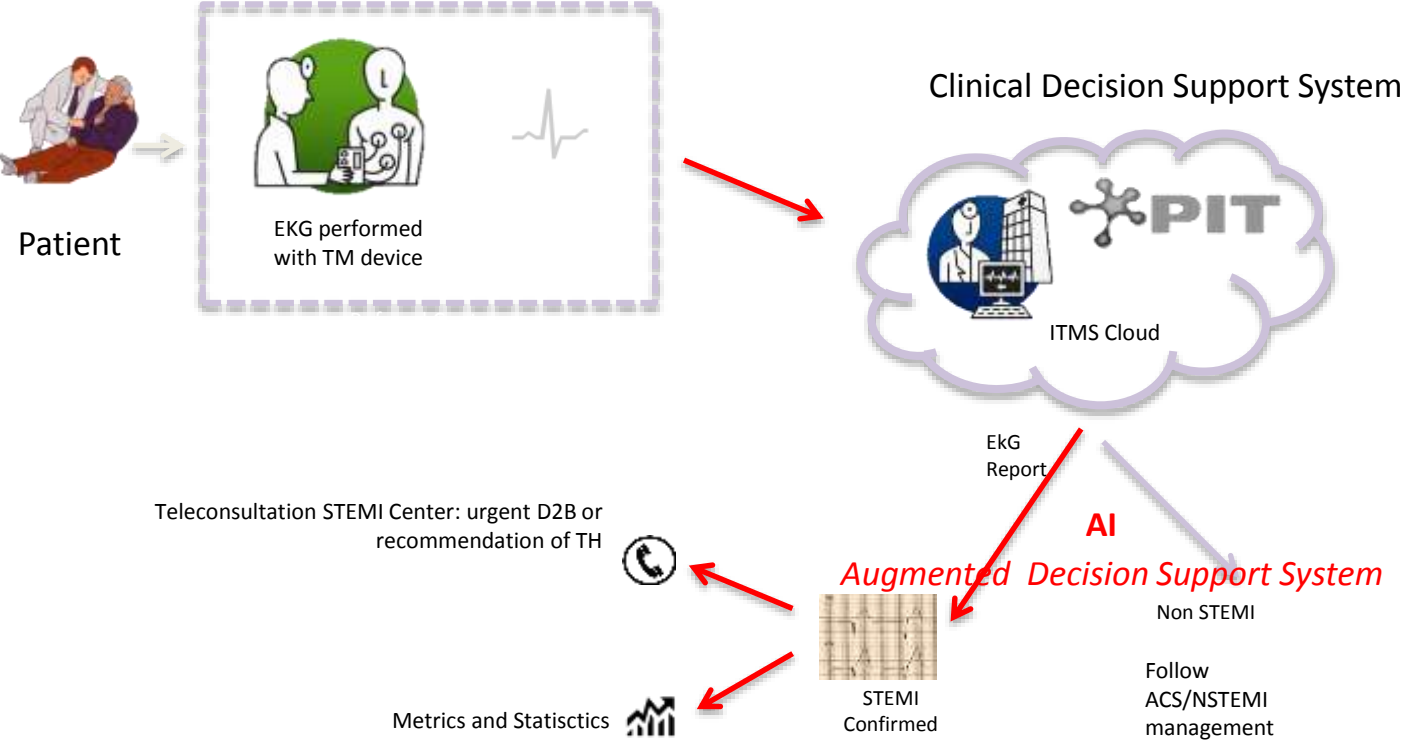 Clinical Decision Support System
EKG performed
with TM device
Patient
PIT
ITMS Cloud
EkG
Report
Teleconsultation STEMI Center: urgent D2B or
recommendation of TH
AI
Augmented Decision Support System
Non STEMI
Follow
ACS/NSTEMI
management
STEMI
Confirmed
Metrics and Statisctics